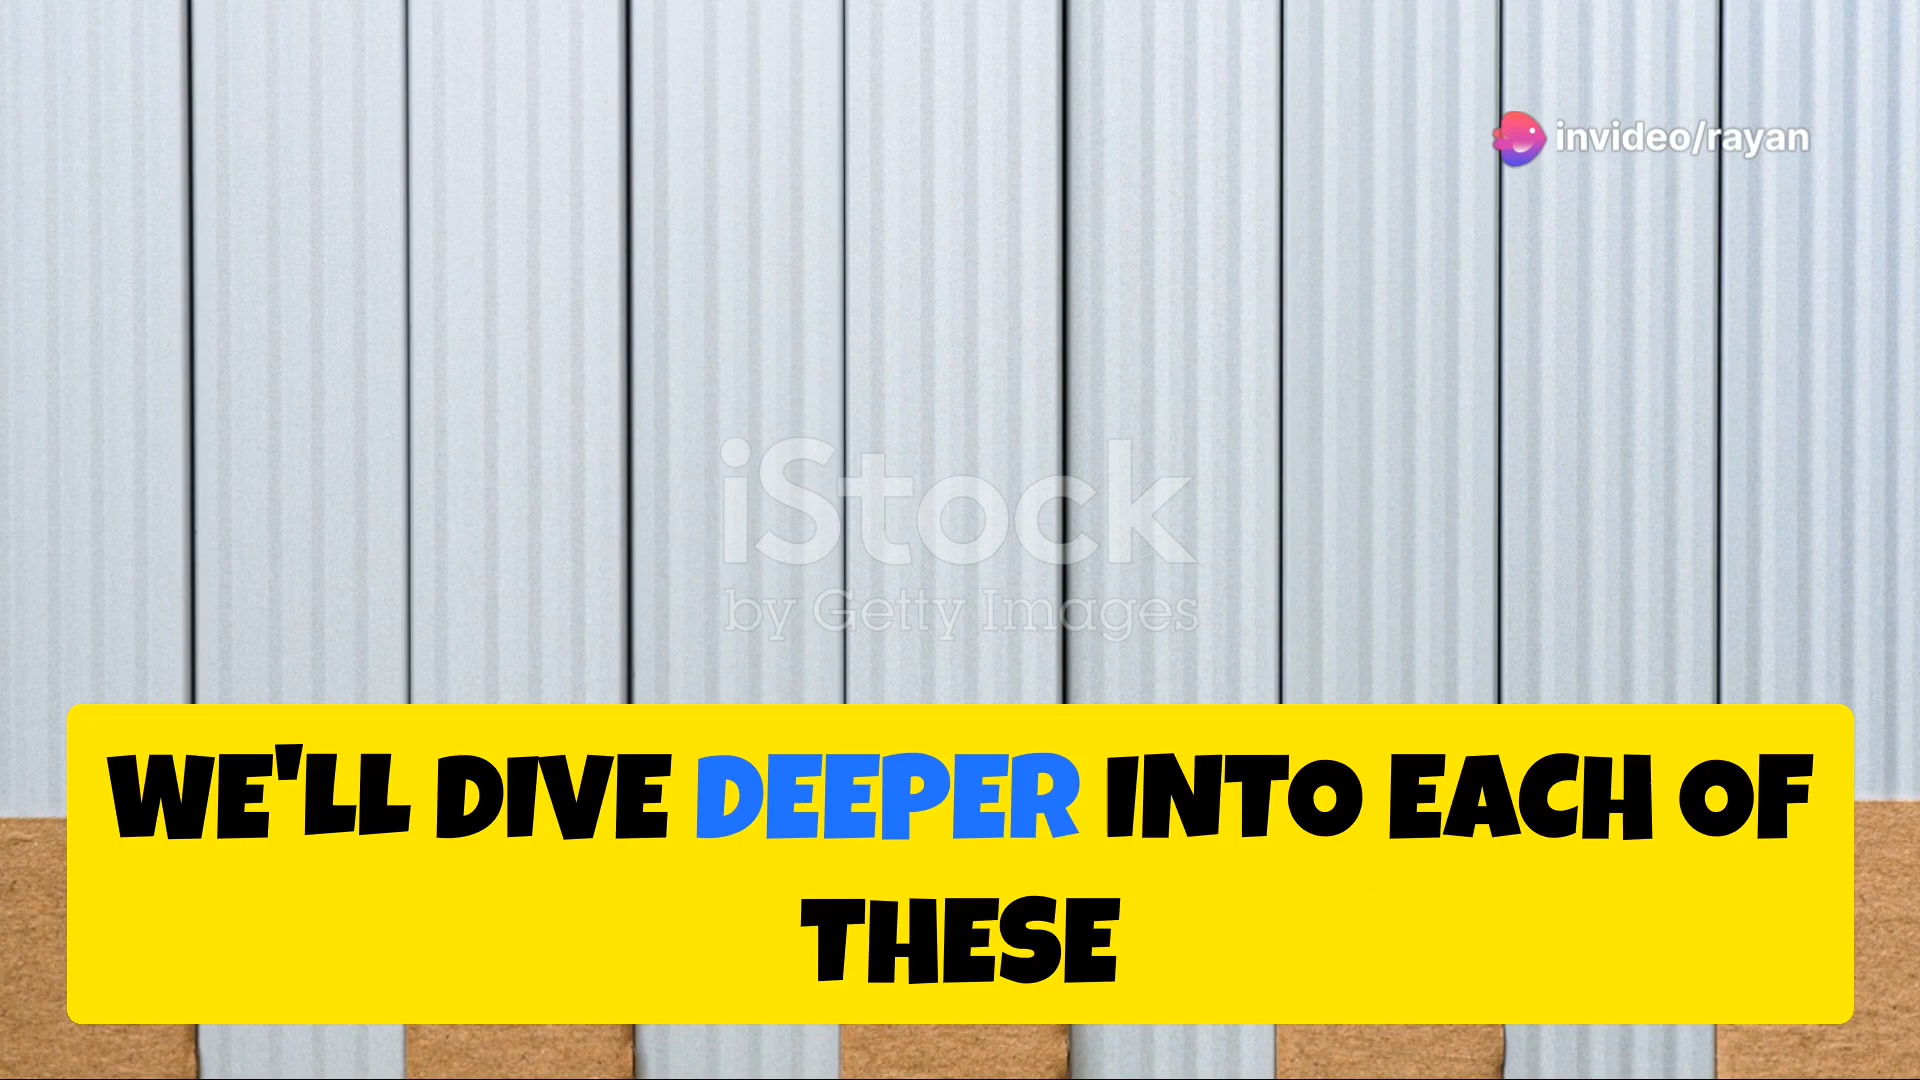 invideo/rayan
iStock
by Getty Images
WE'LL DIVE DEEPER INTO EACH OF
THESE